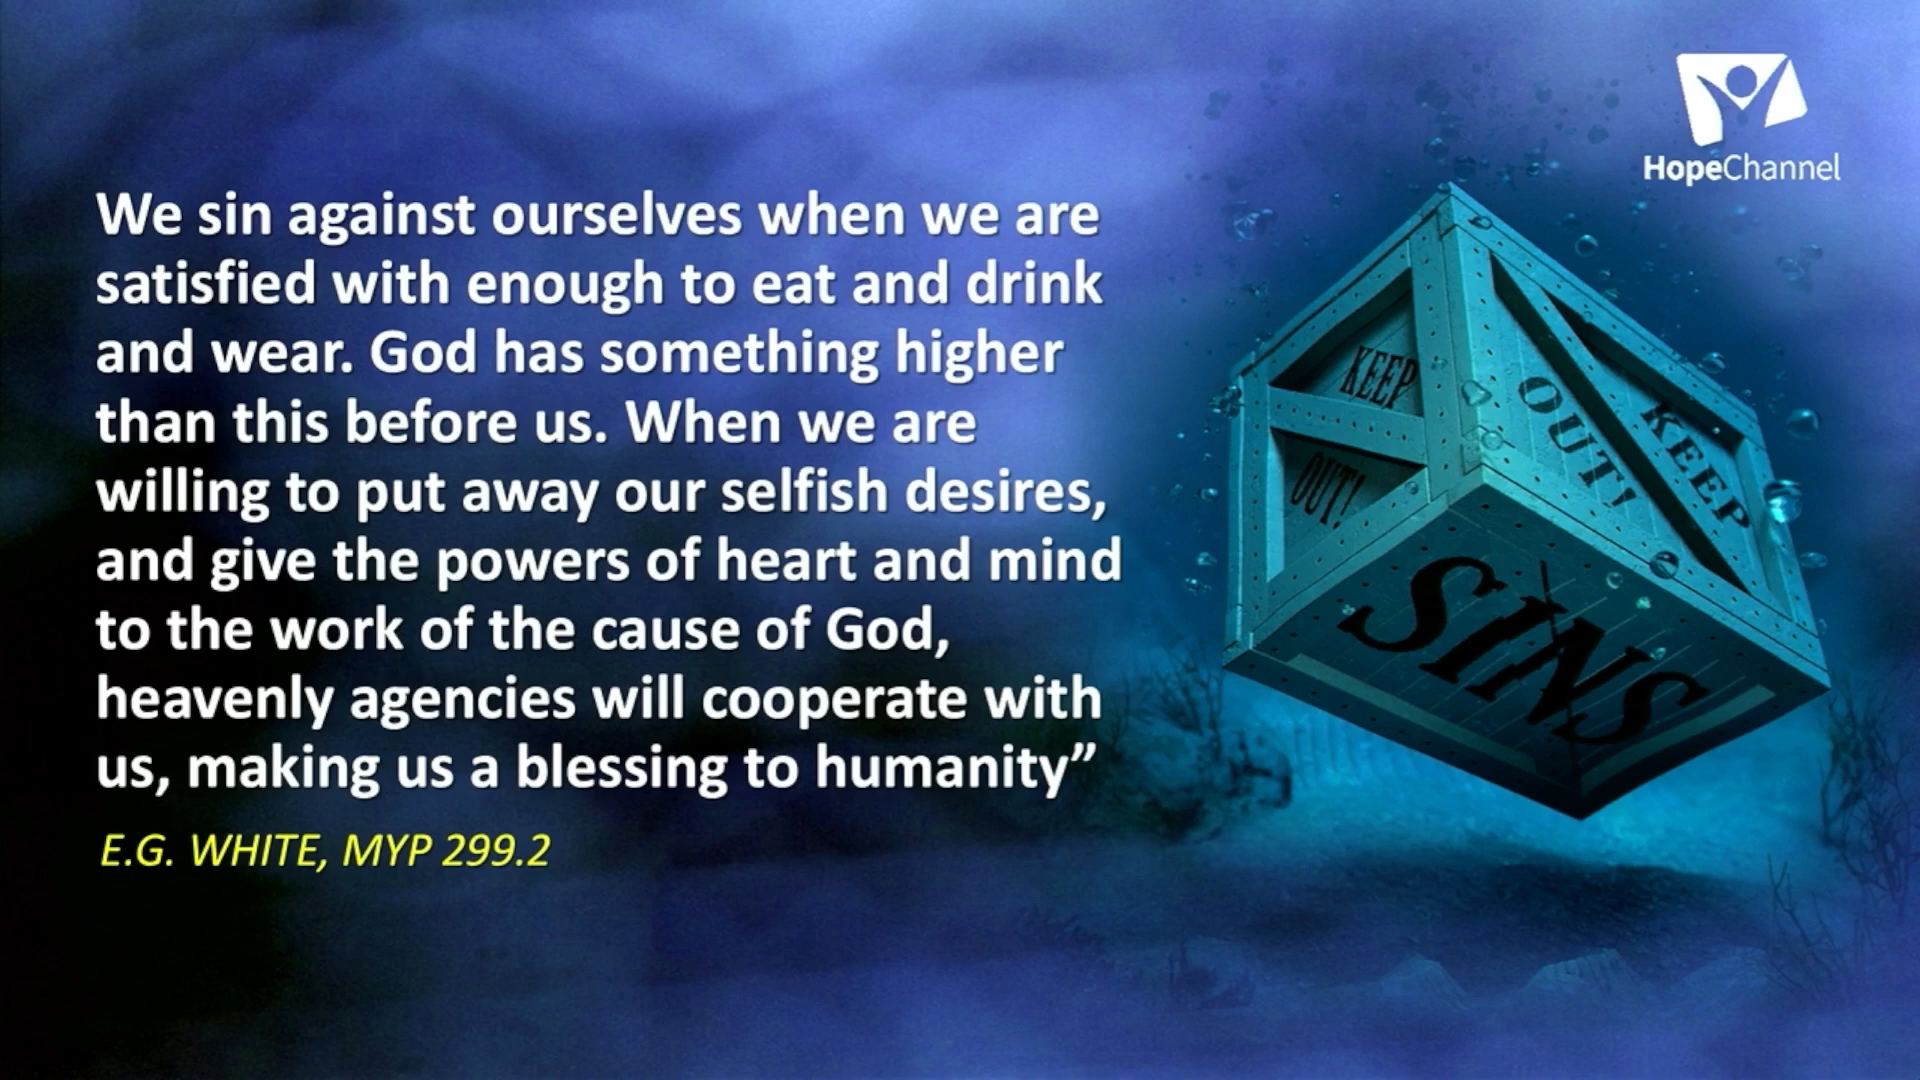 HopeChannel
We sin against ourselves when we are
satisfied with enough to eat and drink
and wear. God has something higher
than this before us. When we are
willing to put away our selfish desires,
and give the powers of heart and mind
to the work of the cause of God,
heavenly agencies will cooperate with
us, making us a blessing to humanity”
E.G. WHITE, MYP 299.2
KEEP
OUT!
OUT!
KEEP
SINS